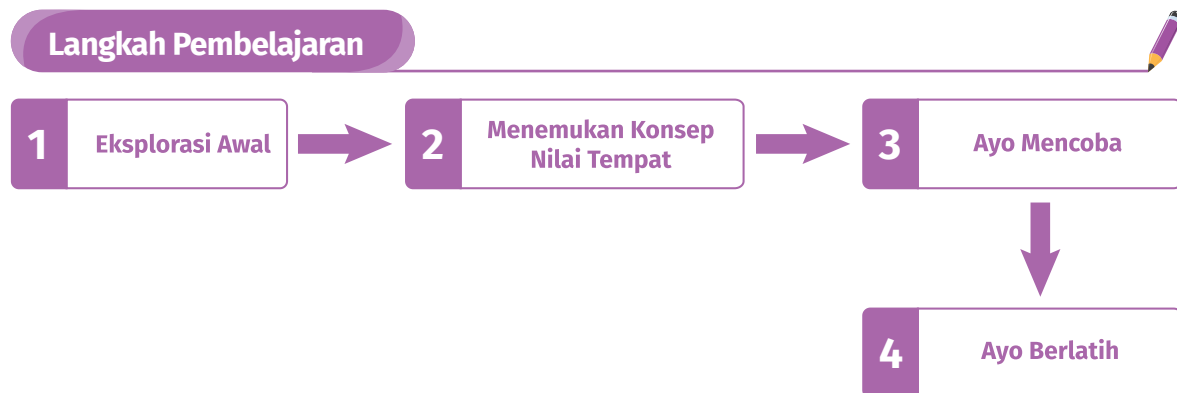 Langkah Pembelajaran
1
Eksplorasi Awal
2
Menemukan Konsep
Nilai Tempat
3
Ayo Mencoba
4
Ayo Berlatih